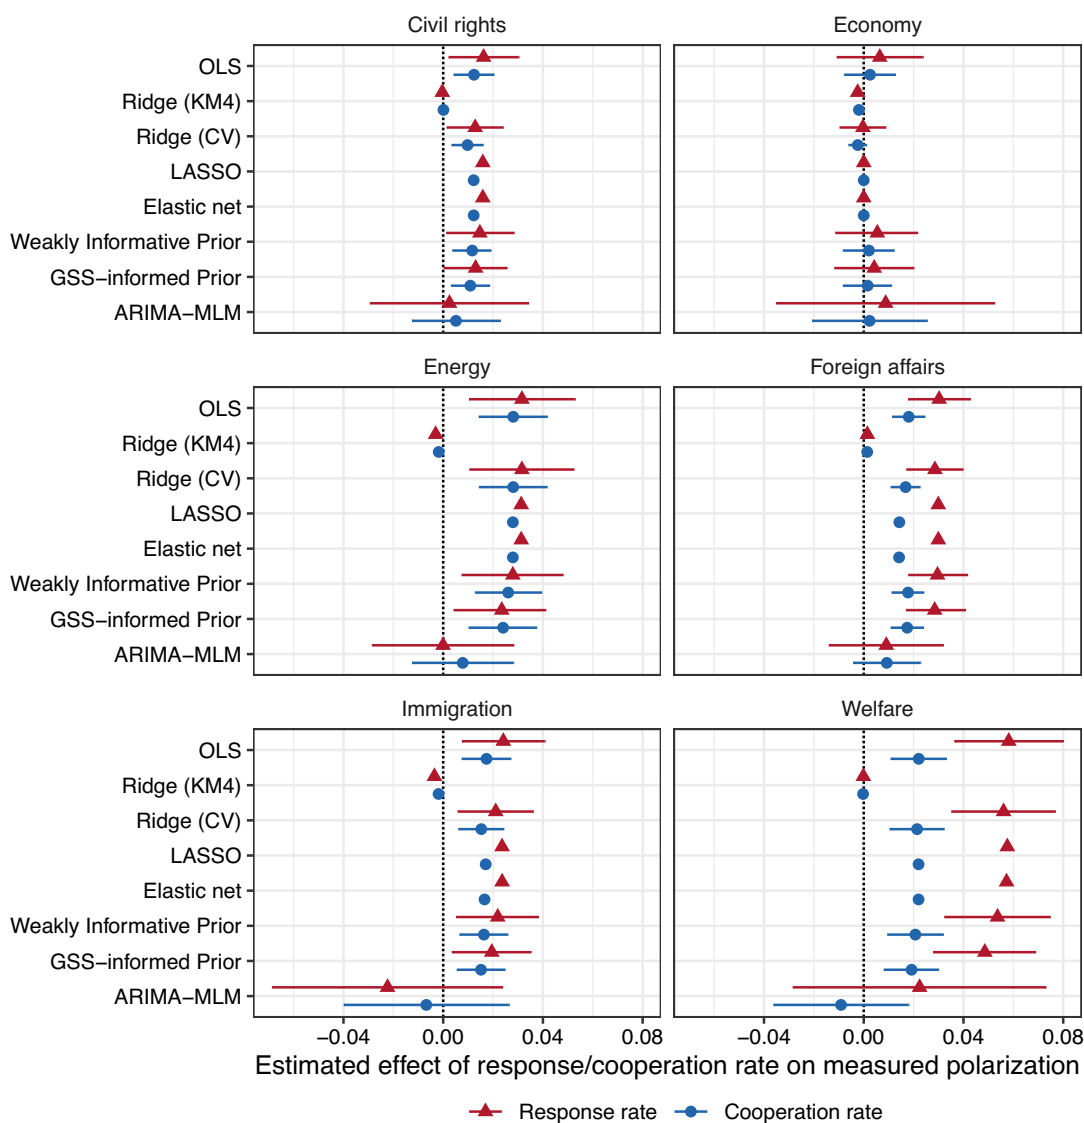 Civil rights
Economy
OLS
Ridge (KM4)
Ridge (CV)
LASSO
Elastic net
Weakly Informative Prior
GSS−informed Prior
ARIMA−MLM
Energy
Foreign affairs
OLS
Ridge (KM4)
Ridge (CV)
LASSO
Elastic net
Weakly Informative Prior
GSS−informed Prior
ARIMA−MLM
Immigration
Welfare
OLS
Ridge (KM4)
Ridge (CV)
LASSO
Elastic net
Weakly Informative Prior
GSS−informed Prior
ARIMA−MLM
−0.04 0.00 0.04 0.08
−0.04 0.00 0.04 0.08
Estimated effect of response/cooperation rate on measured polarization
Response rate
Cooperation rate